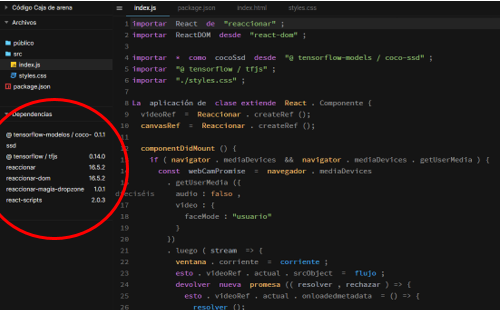 Código Caja de arena
Archivos
público
src
index.js
styles.css
package.json
Dependencias
@ tensorflow-modelos / coco-ssd 0.1.1
@ tensorflow / tfjs 0.14.0
reaccionar 16.5.2
reaccionar-dom 16.5.2
reaccionar-magia-dropzone 1.0.1
react-scripts 2.0.3
index.js package.json index.html styles.css
1 importar React de "reaccionar" ;
2 importar ReactDOM desde "react-dom" ;
3
4 importar * como cocoSsd desde "@ tensorflow-models / coco-ssd" ;
5 importar "@ tensorflow / tfjs" ;
6 importar "./styles.css" ;
7
8 La aplicación de clase extiende React . Componente {
9 videoRef = Reaccionar . createRef ();
10 canvasRef = Reaccionar . createRef ();
11
12 componentDidMount () {
13 if ( navigator . mediaDevices && navigator . mediaDevices . getUserMedia ) {
14 const webCamPromise = navegador . mediaDevices
15 . getUserMedia ({
dieciséis audio : falso ,
17 video : {
18 faceMode : "usuario"
19 }
20 })
21 . luego ( stream => {
22 ventana . corriente = corriente ;
23 esto . videoRef . actual . srcObject = flujo ;
24 devolver nueva promesa (( resolver , rechazar ) => {
25 esto . videoRef . actual . onloadedmetadata = () => {
26 resolver ();